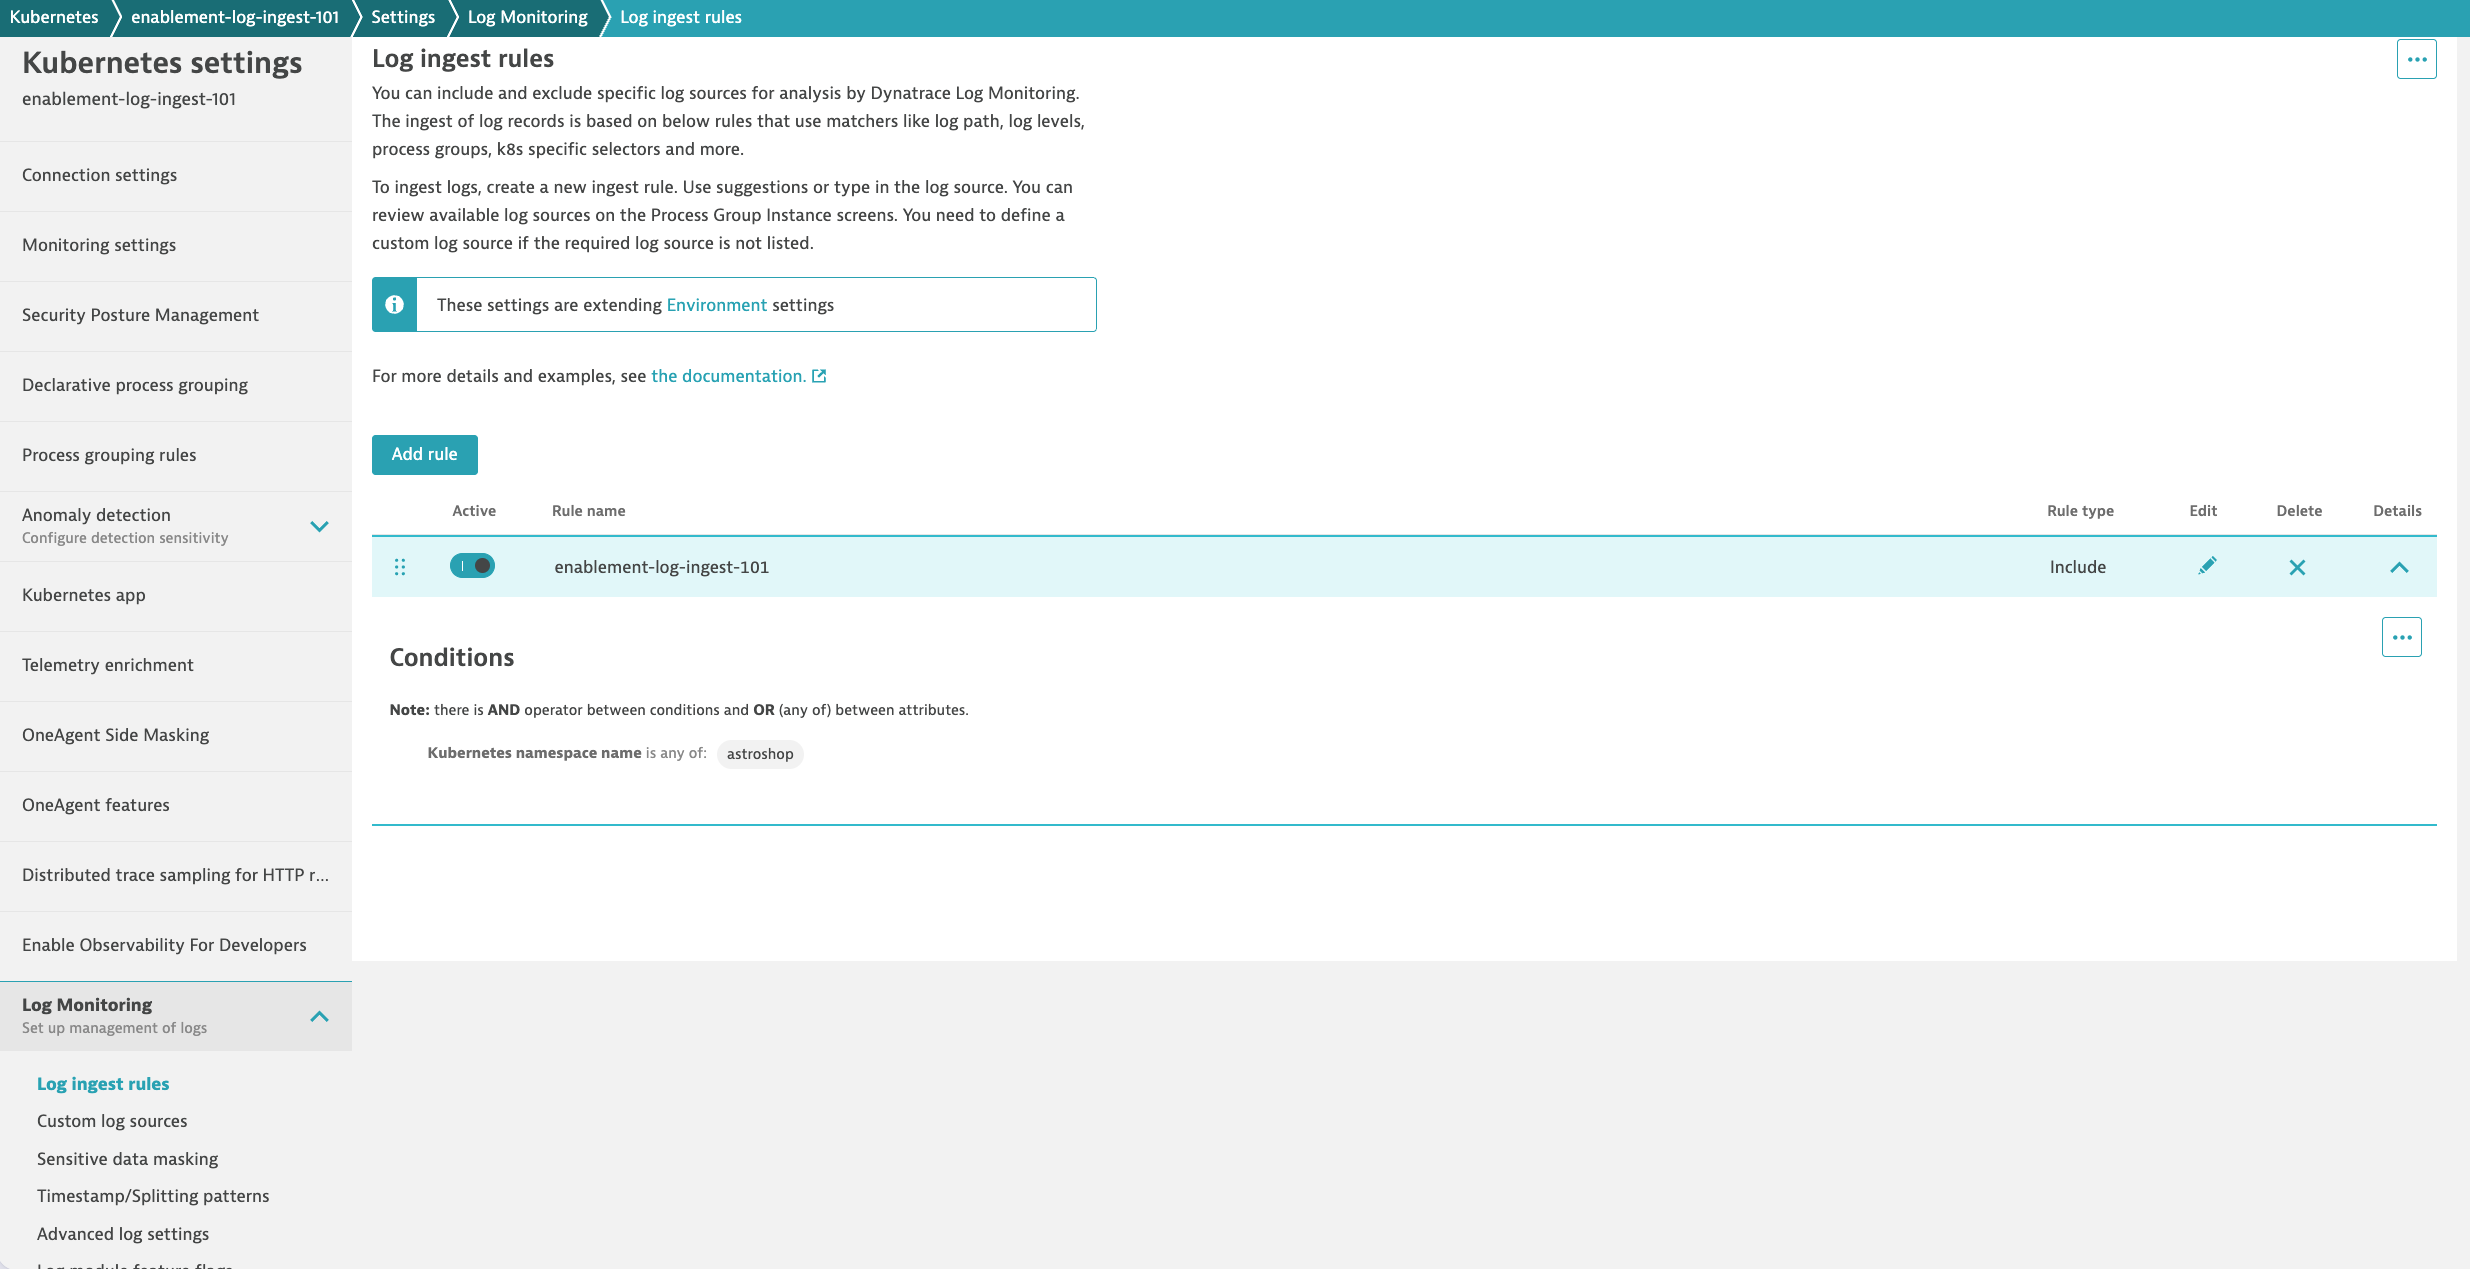 Kubernetes
enablement-log-ingest-101
Settings
Log Monitoring
Log ingest rules
Kubernetes settings
enablement-log-ingest-101
Connection settings
Monitoring settings
Security Posture Management
Declarative process grouping
Process grouping rules
Anomaly detection
Configure detection sensitivity
Kubernetes app
Telemetry enrichment
OneAgent Side Masking
OneAgent features
Distributed trace sampling for HTTP r...
Enable Observability For Developers
Log Monitoring
Set up management of logs
Log ingest rules
Custom log sources
Sensitive data masking
Timestamp/Splitting patterns
Advanced log settings
Log module feature flags
Log ingest rules
You can include and exclude specific log sources for analysis by Dynatrace Log Monitoring.
The ingest of log records is based on below rules that use matchers like log path, log levels,
process groups, k8s specific selectors and more.
To ingest logs, create a new ingest rule. Use suggestions or type in the log source. You can
review available log sources on the Process Group Instance screens. You need to define a
custom log source if the required log source is not listed.
These settings are extending Environment settings
For more details and examples, see the documentation.
Add rule
Active Rule name Rule type Edit Delete Details
enablement-log-ingest-101 Include
Conditions
Note: there is AND operator between conditions and OR (any of) between attributes.
Kubernetes namespace name is any of: astroshop